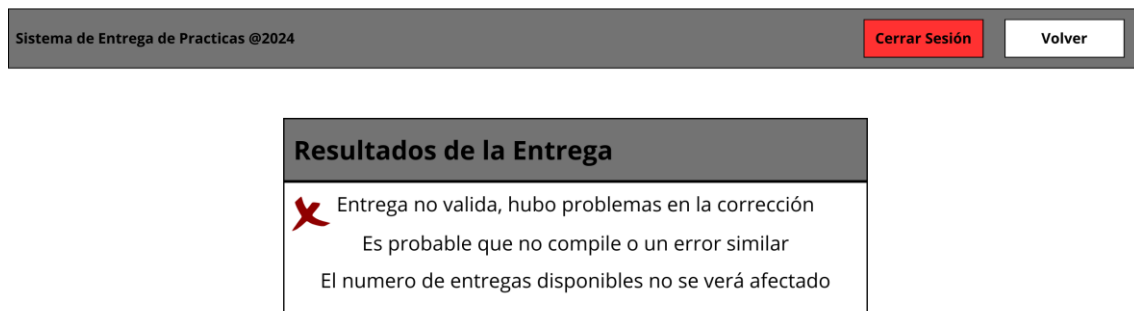 Sistema de Entrega de Practicas @2024
Cerrar Sesión
Volver
Resultados de la Entrega
Entrega no valida, hubo problemas en la corrección
Es probable que no compile o un error similar
El numero de entregas disponibles no se verá afectado